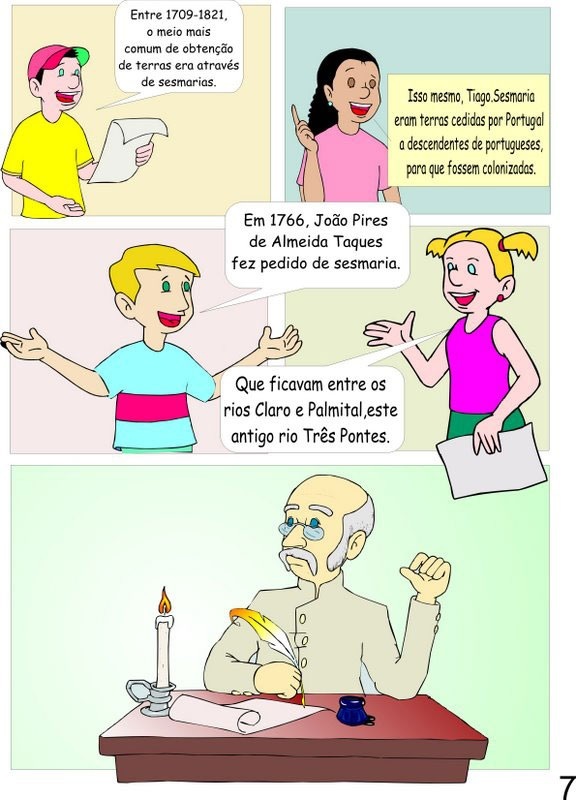 Entre 1709-1821,
o meio mais
comum de obtenção
de terras era através
de sesmarias.
Isso mesmo, Tiago.Sesmaria
eram terras cedidas por Portugal
a descendentes de portugueses,
para que fossem colonizadas.
Em 1766, João Pires
de Almeida Taques
fez pedido de sesmaria.
Que ficavam entre os
rios Claro e Palmital,este
antigo rio Três Pontes.
7